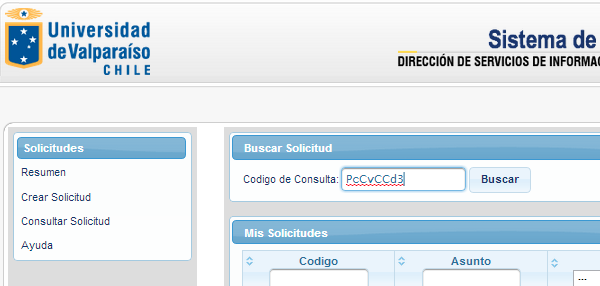 Universidad
de Valparaíso
CHILE
Sistema de
DIRECCIÓN DE SERVICIOS DE INFORMAC
Solicitudes
Resumen
Crear Solicitud
Consultar Solicitud
Ayuda
Buscar Solicitud
Codigo de Consulta: PcCvCCd3 Buscar
Mis Solicitudes
Codigo Asunto
---